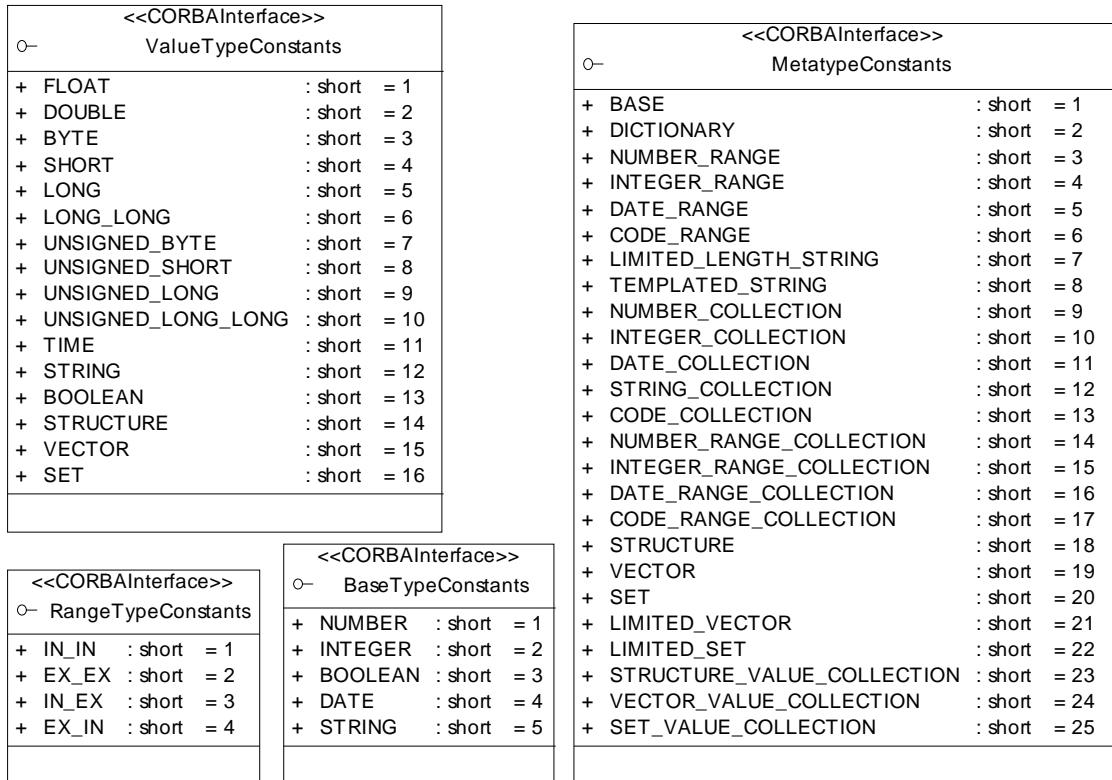 <<CORBAInterface>>
ValueTypeConstants
+ FLOAT : short = 1
+ DOUBLE : short = 2
+ BYTE : short = 3
+ SHORT : short = 4
+ LONG : short = 5
+ LONG_LONG : short = 6
+ UNSIGNED_BYTE : short = 7
+ UNSIGNED_SHORT : short = 8
+ UNSIGNED_LONG : short = 9
+ UNSIGNED_LONG_LONG : short = 10
+ TIME : short = 11
+ STRING : short = 12
+ BOOLEAN : short = 13
+ STRUCTURE : short = 14
+ VECTOR : short = 15
+ SET : short = 16
<<CORBAInterface>>
MetatypeConstants
+ BASE : short = 1
+ DICTIONARY : short = 2
+ NUMBER_RANGE : short = 3
+ INTEGER_RANGE : short = 4
+ DATE_RANGE : short = 5
+ CODE_RANGE : short = 6
+ LIMITED_LENGTH_STRING : short = 7
+ TEMPLATED_STRING : short = 8
+ NUMBER_COLLECTION : short = 9
+ INTEGER_COLLECTION : short = 10
+ DATE_COLLECTION : short = 11
+ STRING_COLLECTION : short = 12
+ CODE_COLLECTION : short = 13
+ NUMBER_RANGE_COLLECTION : short = 14
+ INTEGER_RANGE_COLLECTION : short = 15
+ DATE_RANGE_COLLECTION : short = 16
+ CODE_RANGE_COLLECTION : short = 17
+ STRUCTURE : short = 18
+ VECTOR : short = 19
+ SET : short = 20
+ LIMITED_VECTOR : short = 21
+ LIMITED_SET : short = 22
+ STRUCTURE_VALUE_COLLECTION : short = 23
+ VECTOR_VALUE_COLLECTION : short = 24
+ SET_VALUE_COLLECTION : short = 25
<<CORBAInterface>>
RangeTypeConstants
+ IN_IN : short = 1
+ EX_EX : short = 2
+ IN_EX : short = 3
+ EX_IN : short = 4
<<CORBAInterface>>
BaseTypeConstants
+ NUMBER : short = 1
+ INTEGER : short = 2
+ BOOLEAN : short = 3
+ DATE : short = 4
+ STRING : short = 5